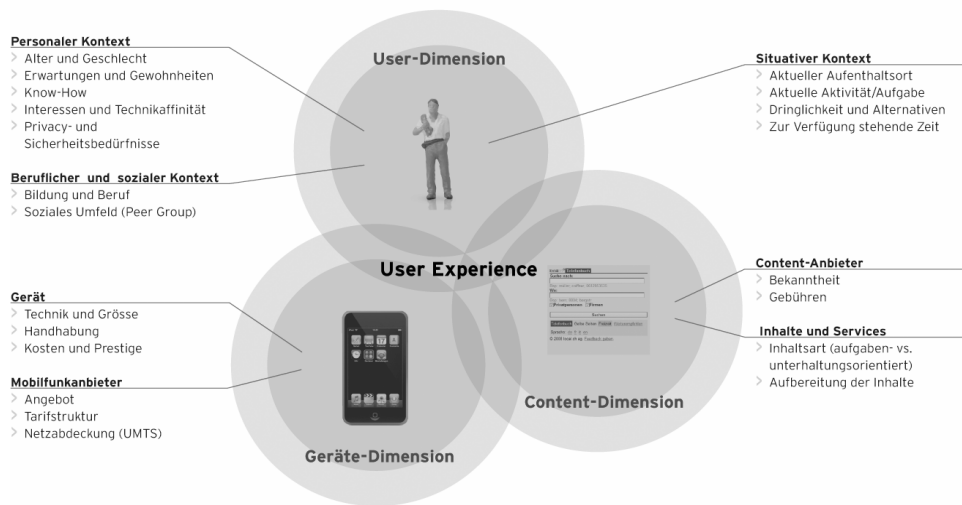 Personaler Kontext
> Alter und Geschlecht
> Erwartungen und Gewohnheiten
> Know-How
> Interessen und Technikaffinität
> Privacy- und
Sicherheitsbedürfnisse
Beruflicher und sozialer Kontext
> Bildung und Beruf
> Soziales Umfeld (Peer Group)
Gerät
> Technik und Grösse
> Handhabung
> Kosten und Prestige
Mobilfunkanbieter
> Angebot
> Tarifstruktur
> Netzabdeckung (UMTS)
User-Dimension
User Experience
Geräte-Dimension
Content-Dimension
Situativer Kontext
> Aktueller Aufenthaltsort
> Aktuelle Aktivität/Aufgabe
> Dringlichkeit und Alternativen
> Zur Verfügung stehende Zeit
Content-Anbieter
> Bekanntheit
> Gebühren
Inhalte und Services
> Inhaltsart (aufgaben- vs.
unterhaltungsorientiert)
> Aufbereitung der Inhalte